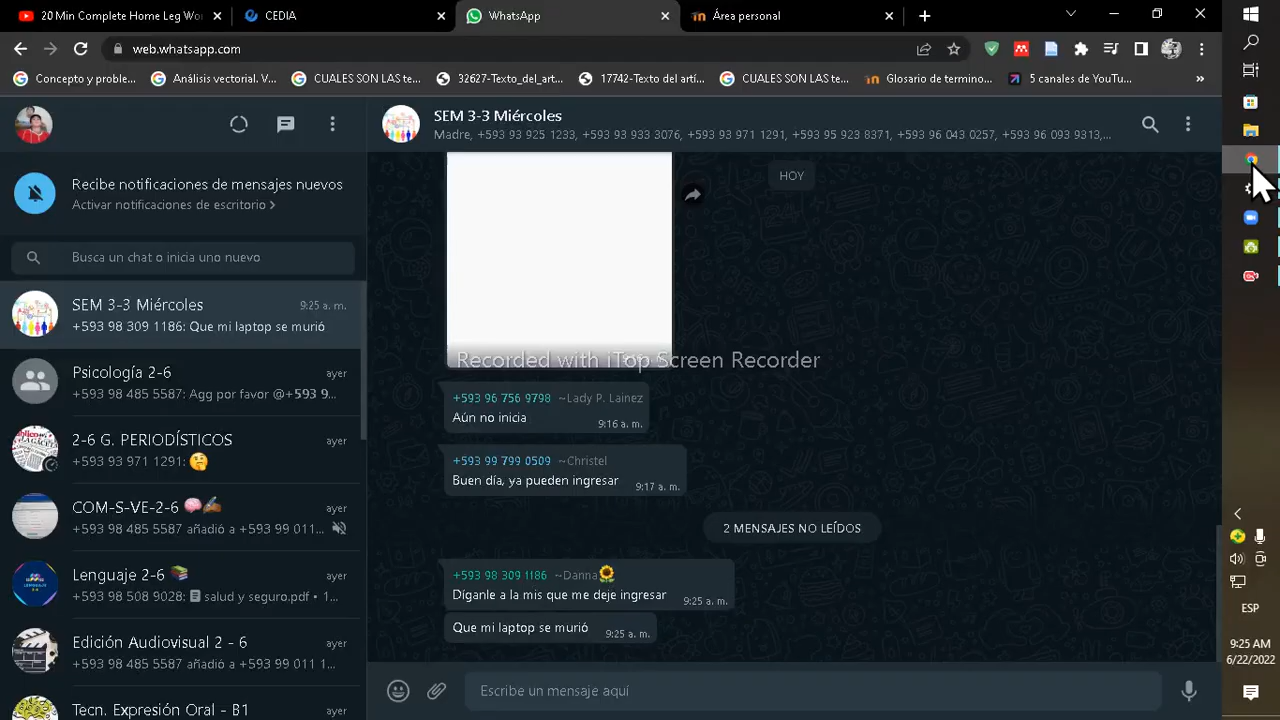 20 Min Complete Home Leg Wo
CEDIA
WhatsApp
Área personal
web.whatsapp.com
Concepto y proble...
Análisis vectorial. V...
CUALES SON LAS te...
32627-Texto_del_art...
17742-Texto del artí...
CUALES SON LAS te...
Glosario de termino...
5 canales de YouTu...
»
SEM 3-3 Miércoles
Madre, +593 93 925 1233, +593 93 933 3076, +593 93 971 1291, +593 95 923 8371, +593 96 043 0257, +593 96 093 9313,...
Recibe notificaciones de mensajes nuevos
Activar notificaciones de escritorio >
Busca un chat o inicia uno nuevo
SEM 3-3 Miércoles
9:25 a. m.
+593 98 309 1186: Que mi laptop se murió
Psicología 2-6
ayer
+593 98 485 5587: Agg por favor @+593 9...
2-6 G. PERIODÍSTICOS
ayer
+593 93 971 1291: 🤔
COM-S-VE-2-6 🧠✍🏽
ayer
+593 98 485 5587 añadió a +593 99 011...
Lenguaje 2-6 📚
ayer
+593 98 508 9028: salud y seguro.pdf • 1...
Edición Audiovisual 2 - 6
ayer
+593 98 485 5587 añadió a +593 99 011 1...
Tecn. Expresión Oral - B1
ayer
HOY
Recorded with iTop Screen Recorder
+593 96 756 9798 ~Lady P. Lainez
Aún no inicia
9:16 a. m.
+593 99 799 0509 ~Christel
Buen día, ya pueden ingresar
9:17 a. m.
2 MENSAJES NO LEÍDOS
+593 98 309 1186 ~Danna🌻
Díganle a la mis que me deje ingresar
9:25 a. m.
Que mi laptop se murió
9:25 a. m.
Escribe un mensaje aquí
ESP
9:25 AM
6/22/2022